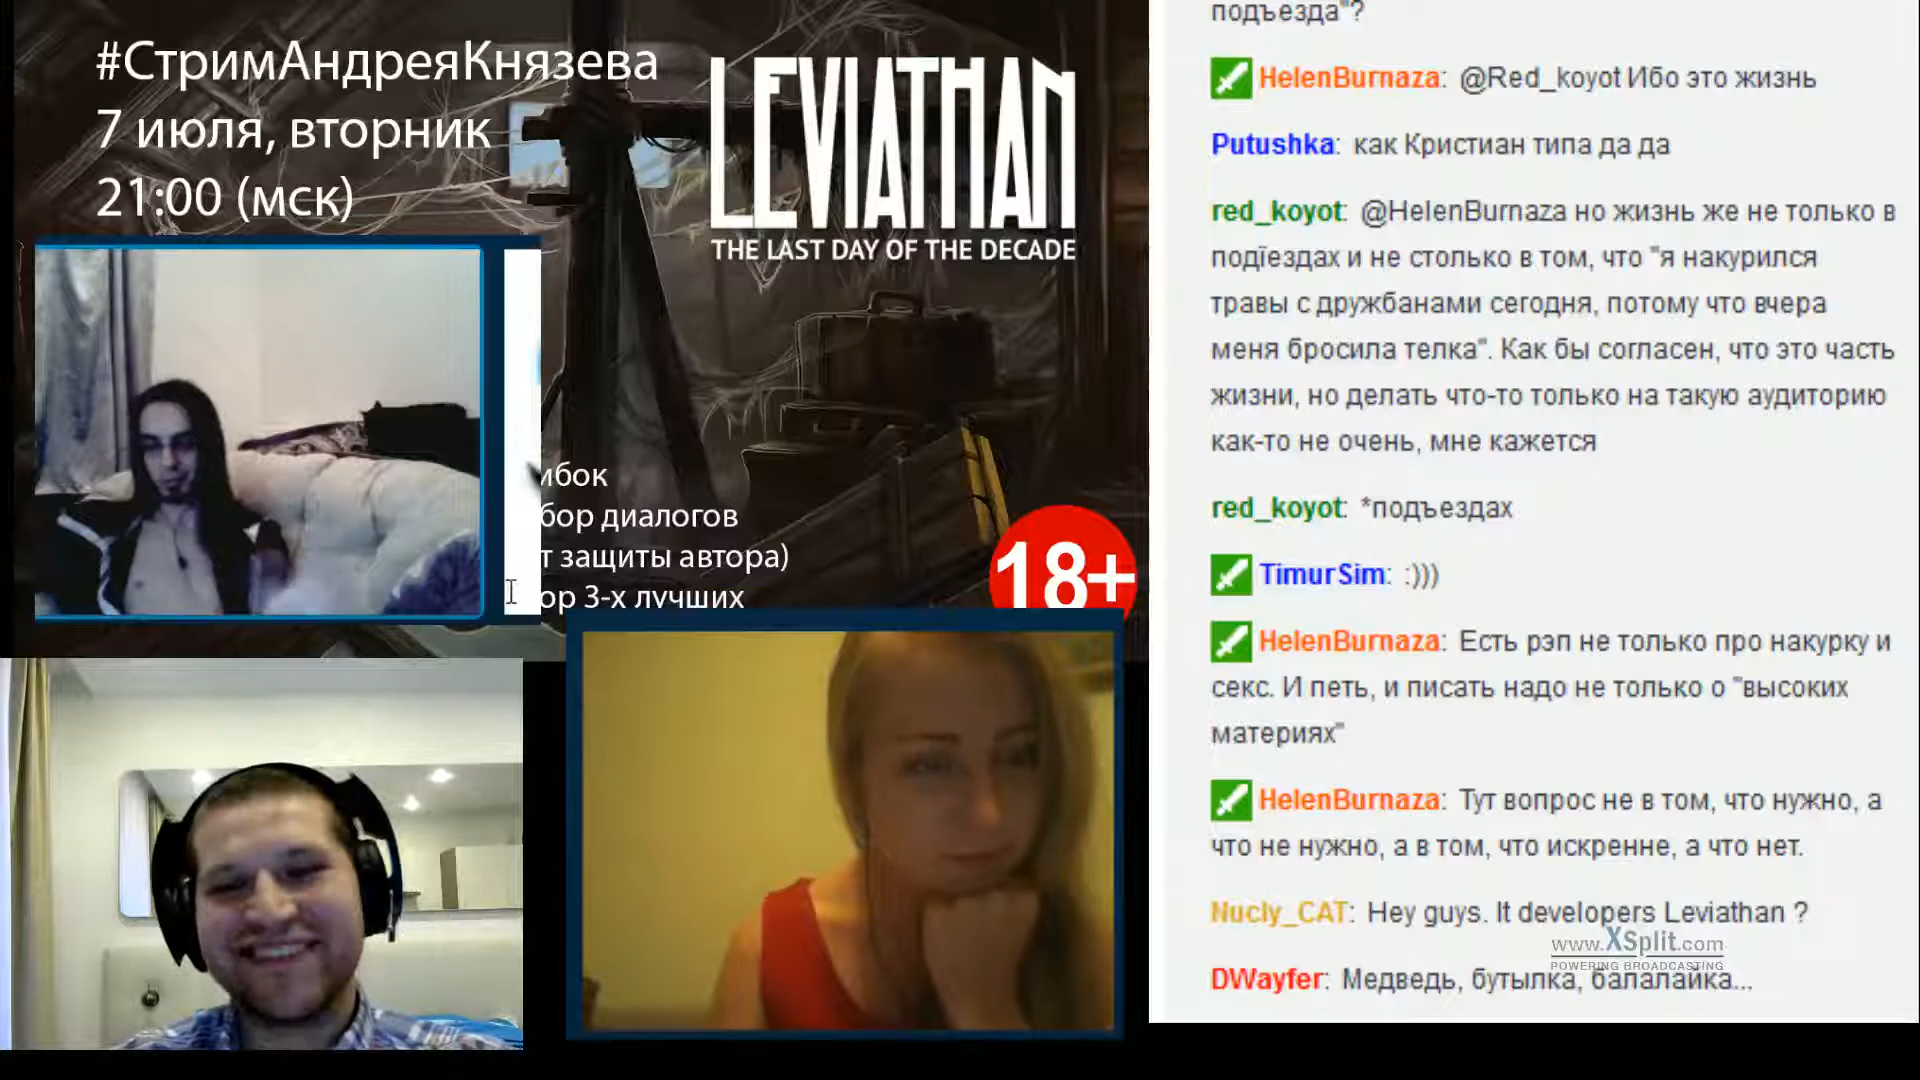 #СтримАндреяКнязева
7 июля, вторник
21:00 (мск)
LEVIATHAN
THE LAST DAY OF THE DECADE
ибок
бор диалогов
т защиты автора)
ор 3-х лучших
18+
подъезда"?
HelenBurnaza: @Red_koyot Ибо это жизнь
Putushka: как Кристиан типа да да
red_koyot: @HelenBurnaza но жизнь же не только в
подїездах и не столько в том, что "я накурился
травы с дружбанами сегодня, потому что вчера
меня бросила телка". Как бы согласен, что это часть
жизни, но делать что-то только на такую аудиторию
как-то не очень, мне кажется
red_koyot: *подъездах
TimurSim: :)))
HelenBurnaza: Есть рэп не только про накурку и
секс. И петь, и писать надо не только о "высоких
материях"
HelenBurnaza: Тут вопрос не в том, что нужно, а
что не нужно, а в том, что искренне, а что нет.
Nucly_CAT: Hey guys. It developers Leviathan ?
www.XSplit.com
POWERING BROADCASTING
DWayfer: Медведь, бутылка, балалайка...